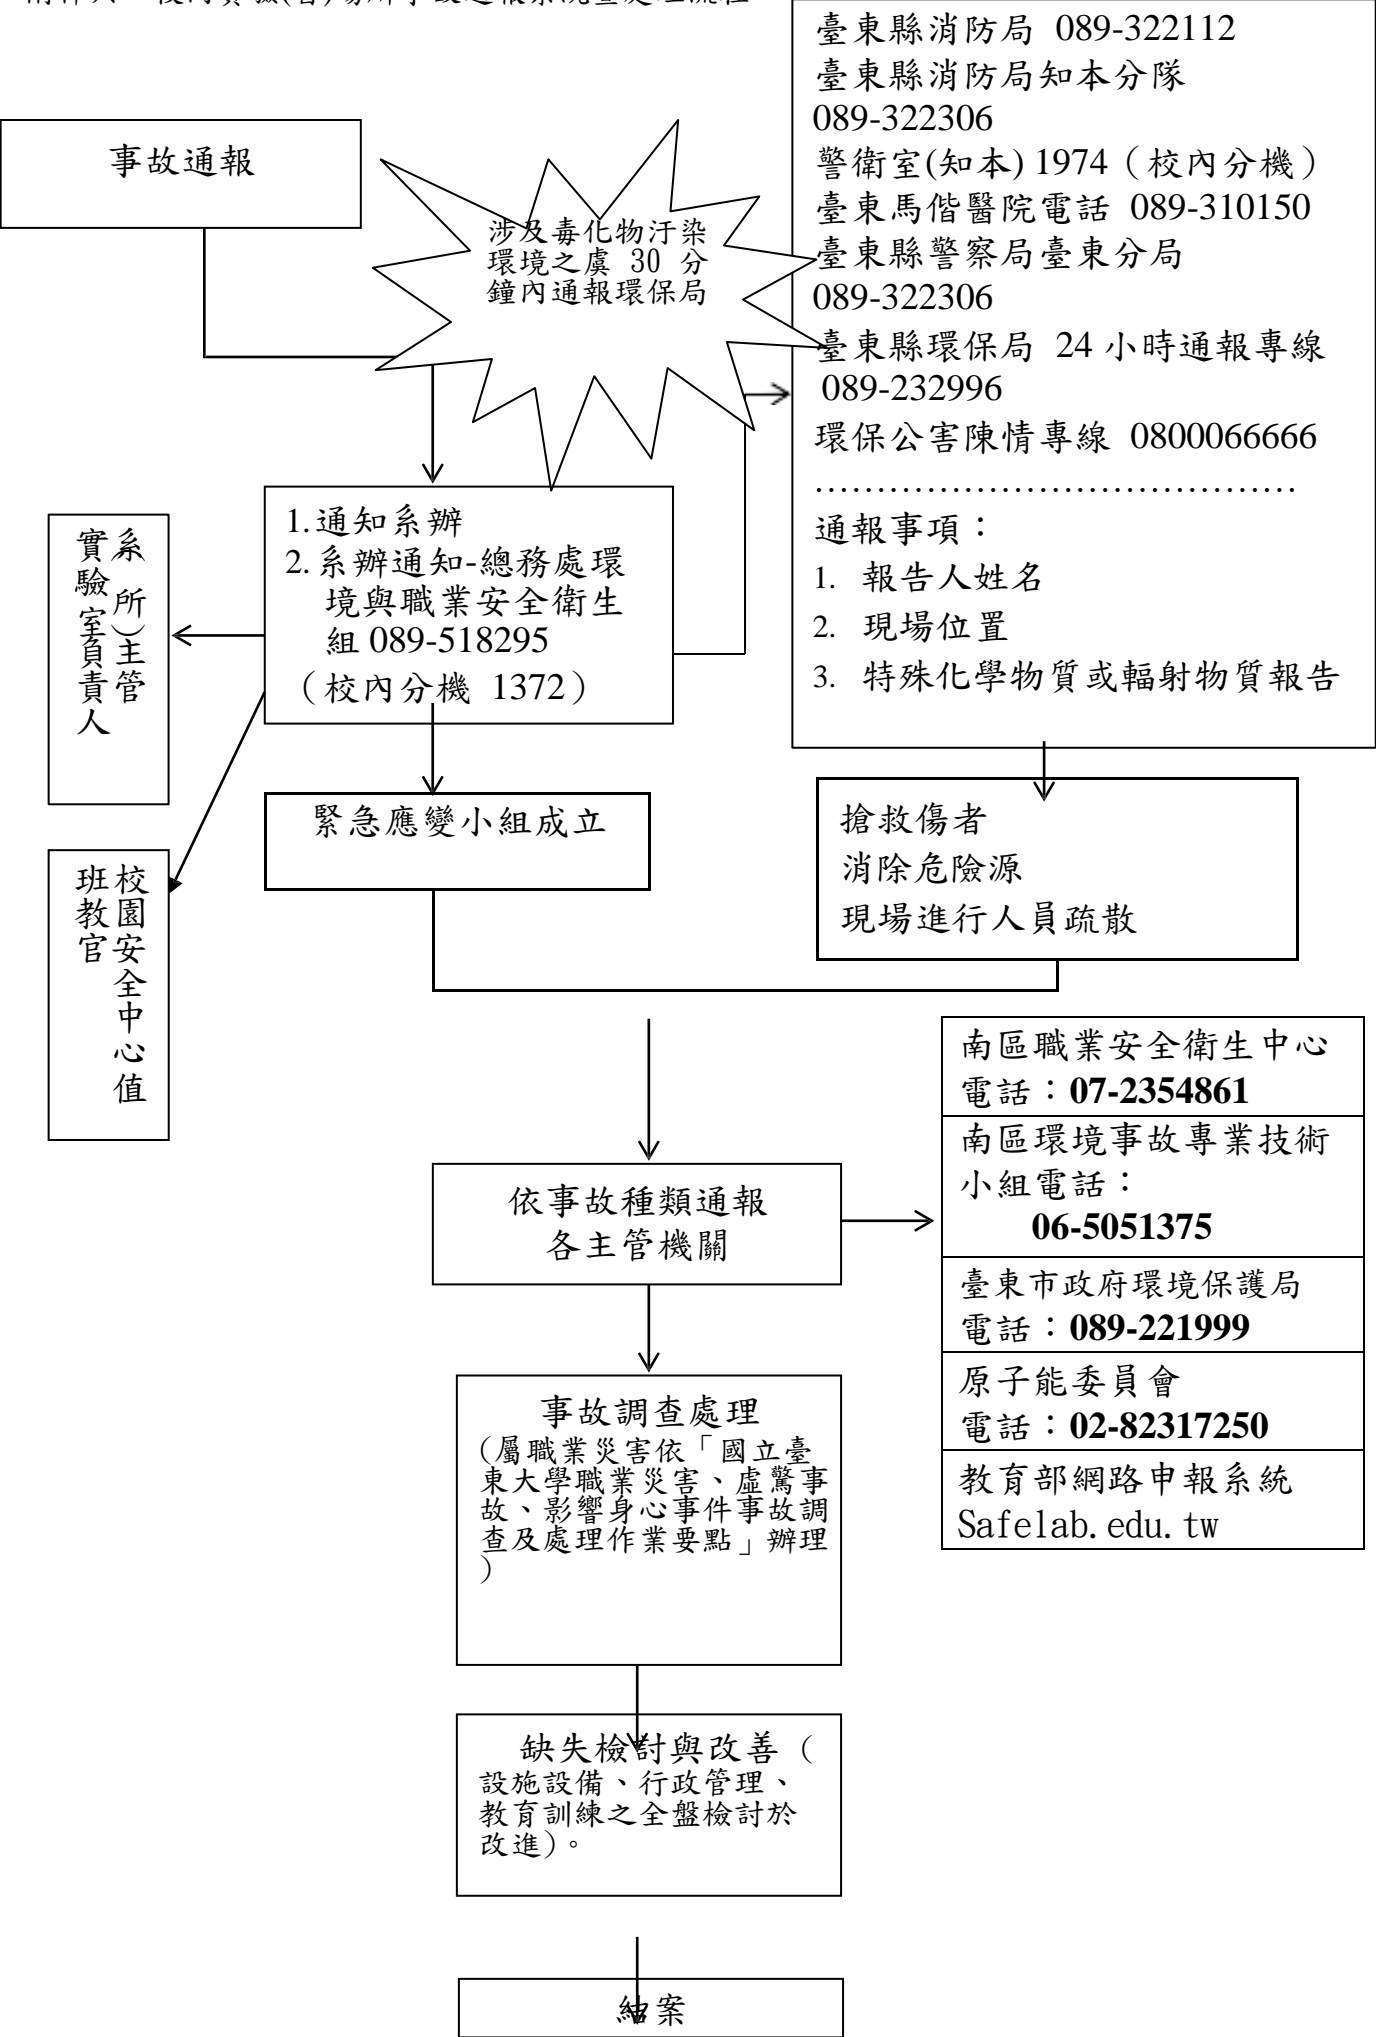 校內實驗(習)場所事故通報系統暨處理流程
事故通報
涉及毒化物汙染
環境之虞 30 分
鐘內通報環保局
臺東縣消防局 089-322112
臺東縣消防局知本分隊
089-322306
警衛室(知本) 1974（校內分機）
臺東馬偕醫院電話 089-310150
臺東縣警察局臺東分局
089-322306
臺東縣環保局 24 小時通報專線
089-232996
環保公害陳情專線 0800066666
……………………………………
通報事項：
1. 報告人姓名
2. 現場位置
3. 特殊化學物質或輻射物質報告
1.通知系辦
2.系辦通知-總務處環
境與職業安全衛生
組 089-518295
（校內分機 1372）
系 所)主管
實驗室負責人
校園安全中心值
班教官
緊急應變小組成立
搶救傷者
消除危險源
現場進行人員疏散
依事故種類通報
各主管機關
南區職業安全衛生中心
電話：07-2354861
南區環境事故專業技術
小組電話：
06-5051375
臺東市政府環境保護局
電話：089-221999
原子能委員會
電話：02-82317250
教育部網路申報系統
Safelab.edu.tw
事故調查處理
(屬職業災害依「國立臺
東大學職業災害、虛驚事
故、影響身心事件事故調
查及處理作業要點」辦理
)
缺失檢討與改善（
設施設備、行政管理、
教育訓練之全盤檢討於
改進)。
結案